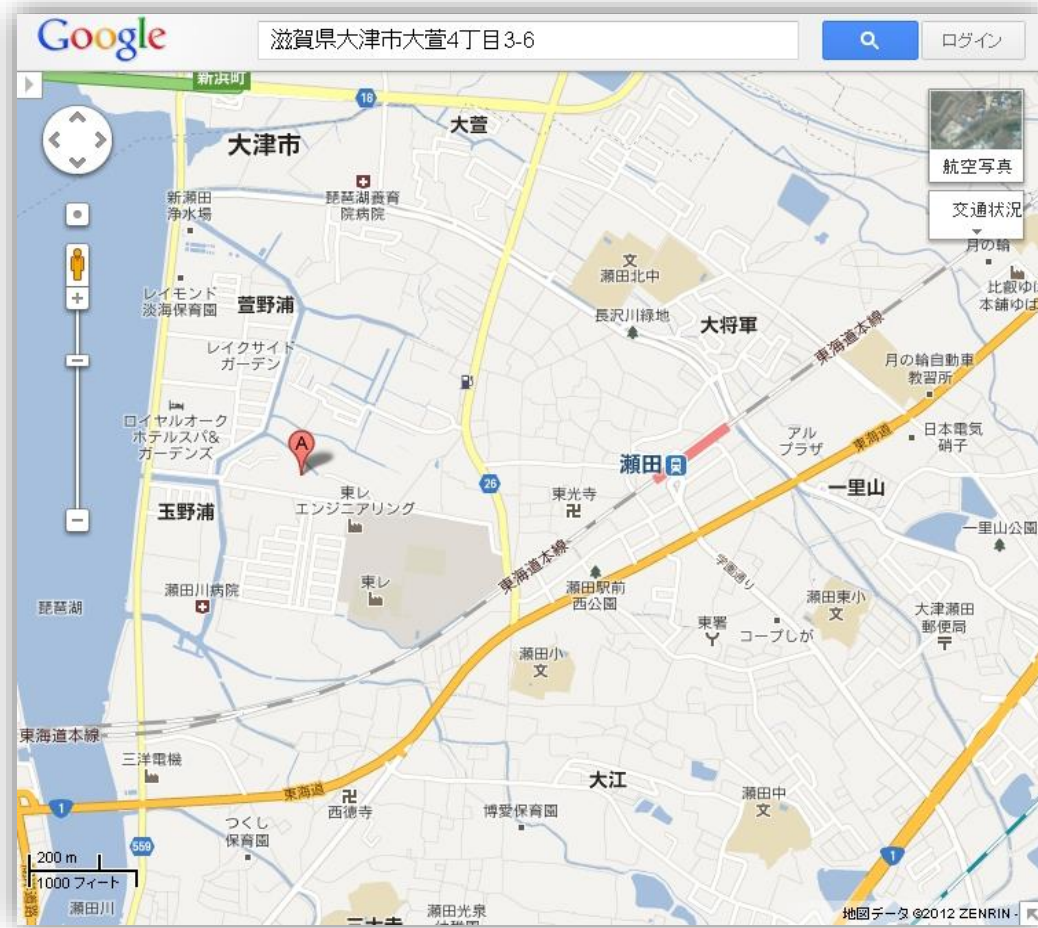 Google
滋賀県大津市大萱4丁目3-6
ログイン
新浜町
18
大萱
大津市
航空写真
新瀬田
浄水場
琵琶湖養育
院病院
交通状況
月の輪
瀬田北中
比叡ゆば
本舗ゆば
レイモンド
淡海保育園
萱野浦
長沢川緑地
大将軍
東海道本線
レイクサイド
ガーデン
月の輪自動車
教習所
ロイヤルオーク
ホテルスパ&
ガーデンズ
A
アル
プラザ
東海道
日本電気
硝子
瀬田
26
東レ
エンジニアリング
東光寺
一里山
玉野浦
一里山公園
東海道本線
学園通り
瀬田川病院
東レ
瀬田駅前
西公園
瀬田東小
文
琵琶湖
東署
コープしが
大津瀬田
郵便局
瀬田小
文
東海道本線
三洋電機
大江
瀬田中
文
東海道
1
西徳寺
博愛保育園
つくし
保育園
559
1
200 m
1000 フィート
瀬田川
瀬田光泉
地図データ ©2012 ZENRIN -